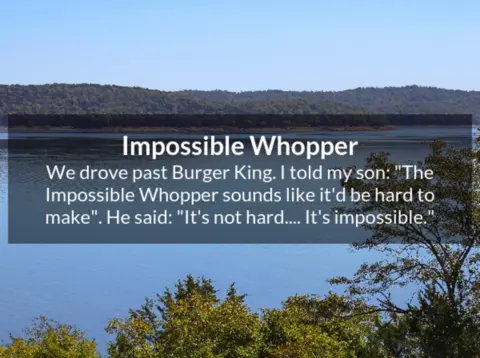 Impossible Whopper
We drove past Burger King. I told my son: "The
Impossible Whopper sounds like it'd be hard to
make". He said: "It's not hard.... It's impossible."